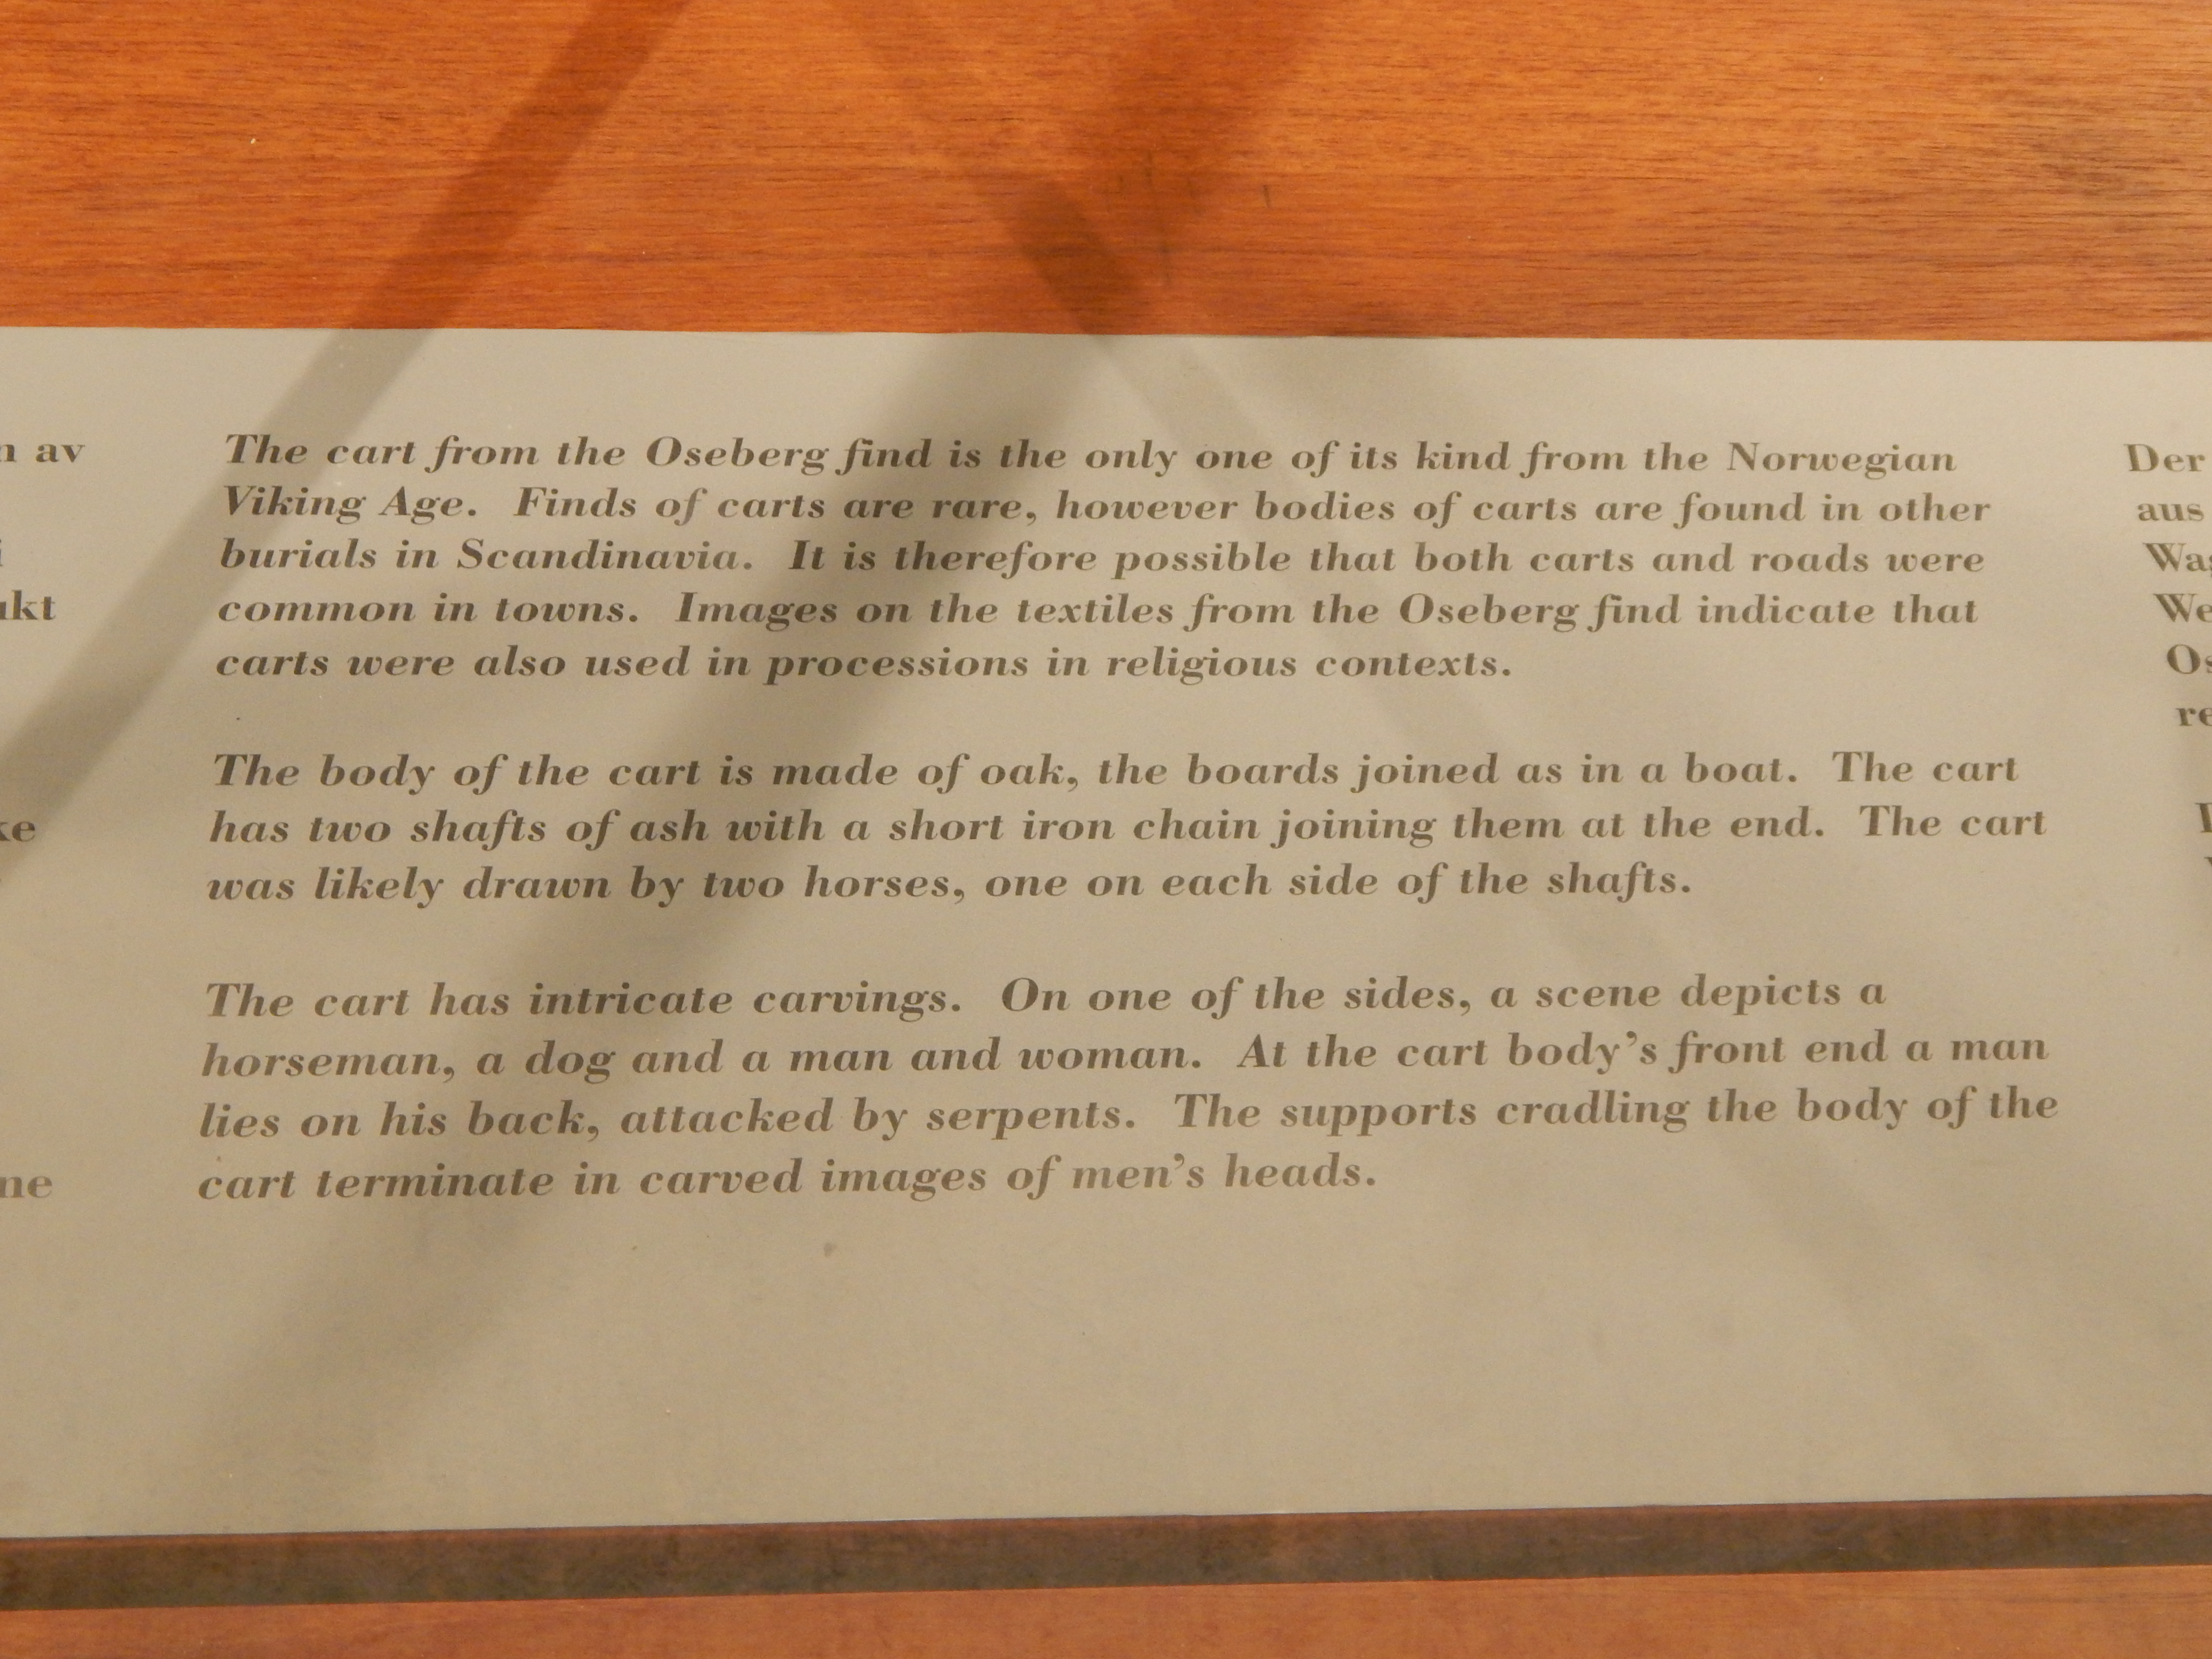 n av
ukt
ke
ne
The cart from the Oseberg find is the only one of its kind from the Norwegian
Viking Age. Finds of carts are rare, however bodies of carts are found in other
burials in Scandinavia. It is therefore possible that both carts and roads were
common in towns. Images on the textiles from the Oseberg find indicate that
carts were also used in processions in religious contexts.
The body of the cart is made of oak, the boards joined as in a boat. The cart
has two shafts of ash with a short iron chain joining them at the end. The cart
was likely drawn by two horses, one on each side of the shafts.
The cart has intricate carvings. On one of the sides, a scene depicts a
horseman, a dog and a man and woman. At the cart body's front end a man
lies on his back, attacked by serpents. The supports cradling the body of the
cart terminate in carved images of men's heads.
Der
aus
We
Os
re